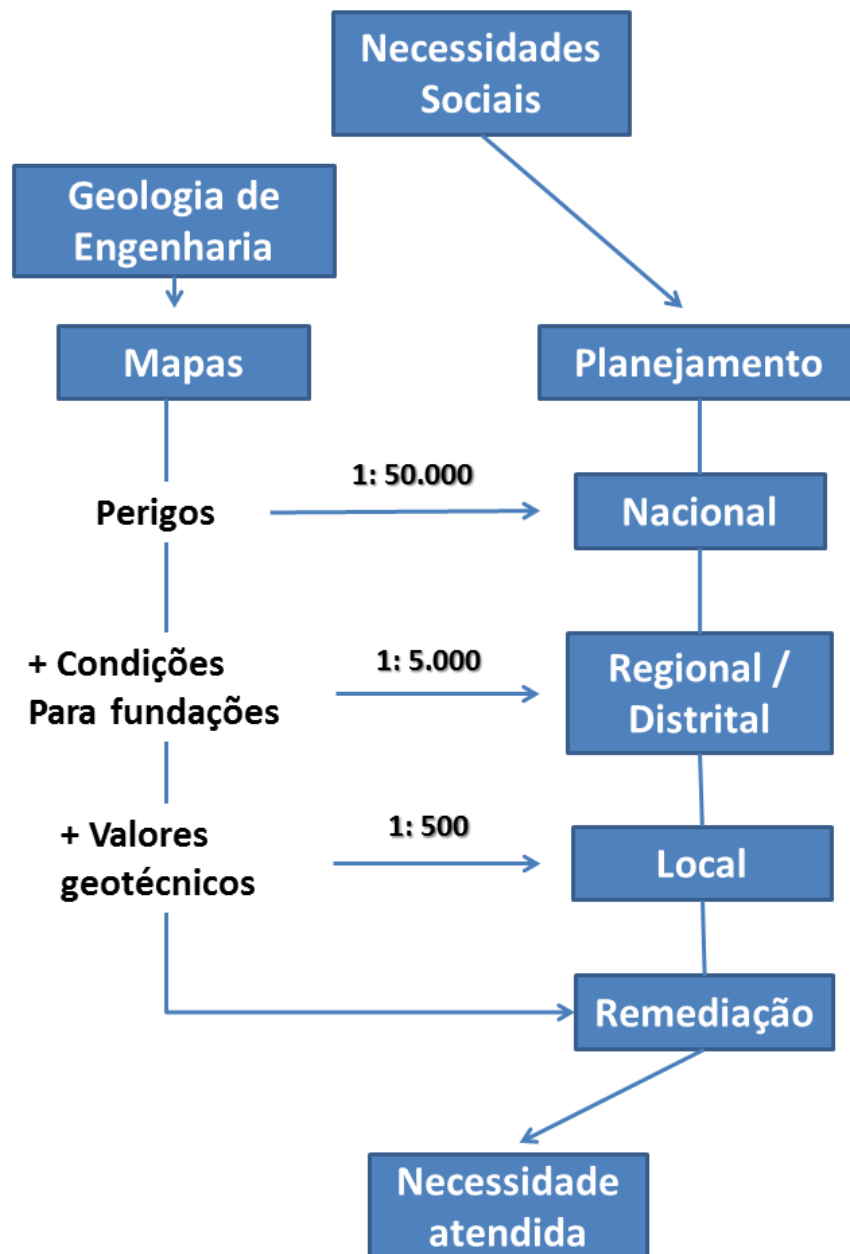 Necessidades
Sociais
Geologia de
Engenharia
Mapas
Planejamento
1: 50.000
Perigos
Nacional
+ Condições
Para fundações
1: 5.000
Regional /
Distrital
+ Valores
geotécnicos
1: 500
Local
Remediação
Necessidade
atendida